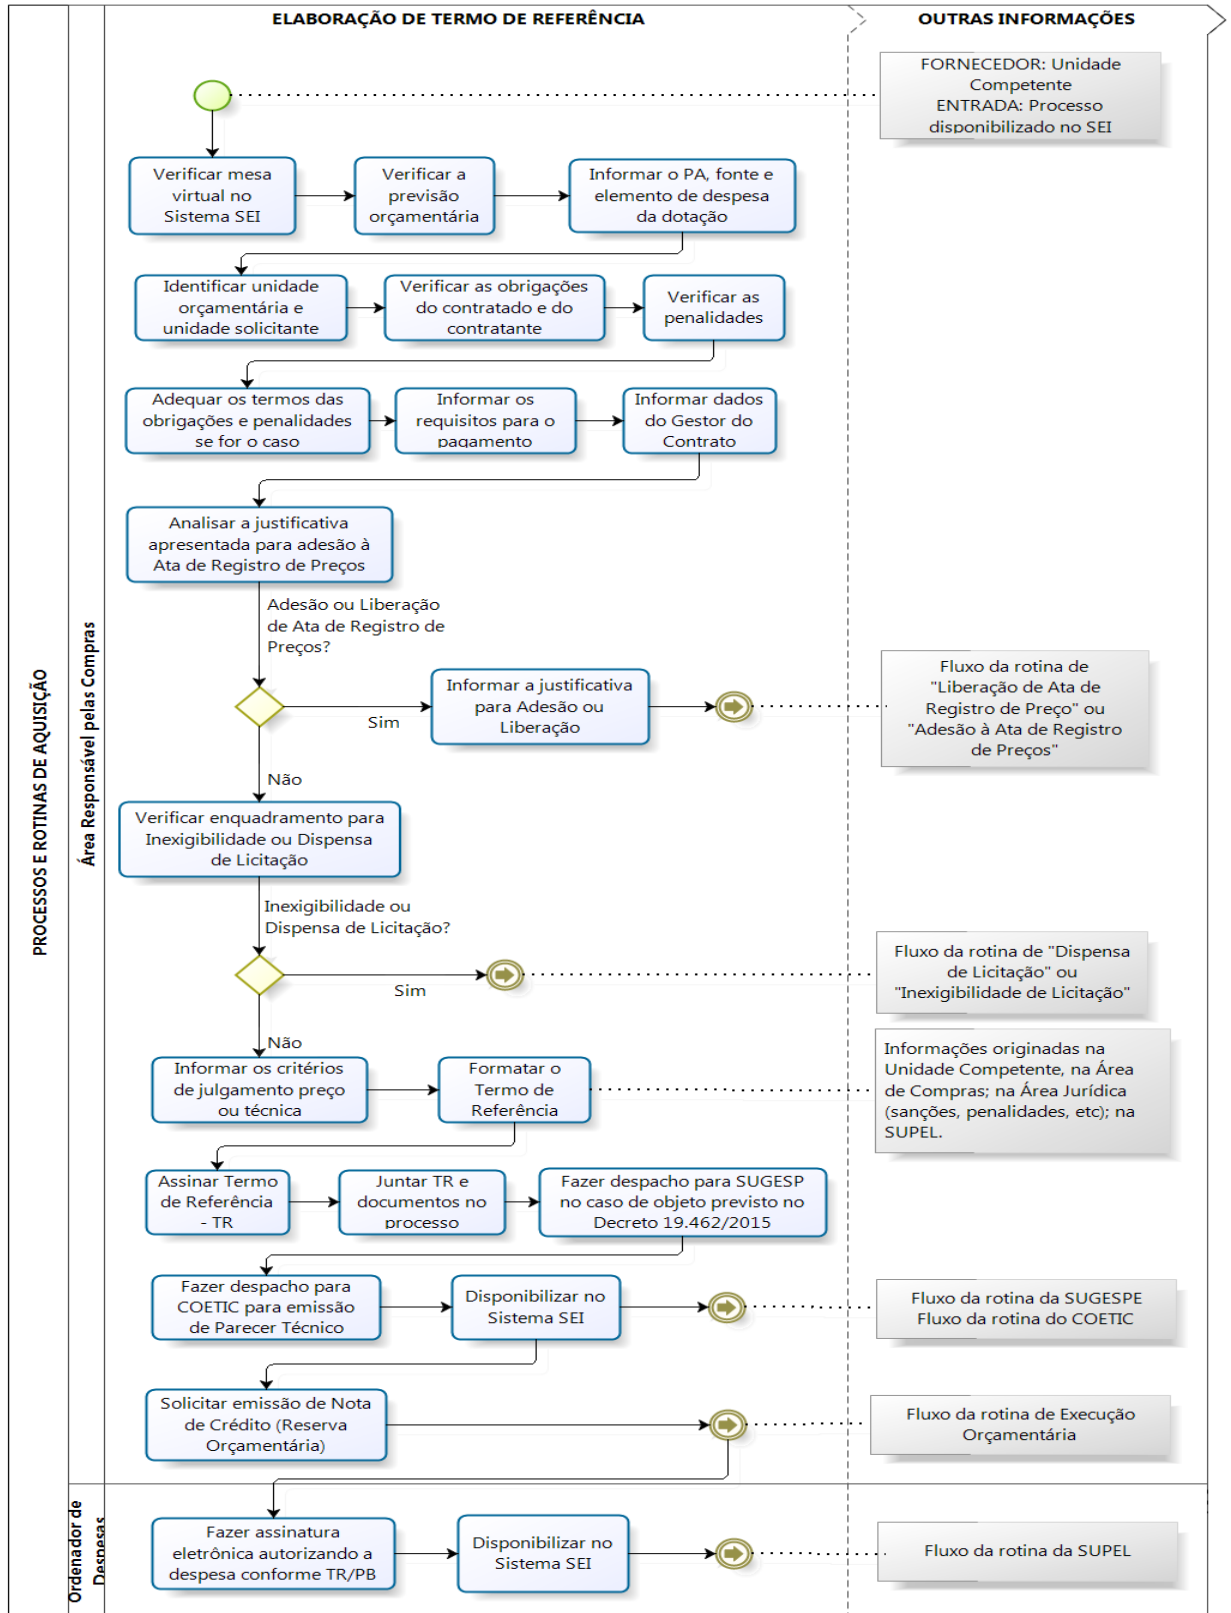 ELABORAÇÃO DE TERMO DE REFERÊNCIA
OUTRAS INFORMAÇÕES
PROCESSOS E ROTINAS DE AQUISIÇÃO
Área Responsável pelas Compras
FORNECEDOR: Unidade
Competente
ENTRADA: Processo
disponibilizado no SEI
Verificar mesa
virtual no
Sistema SEI
Verificar a
previsão
orçamentária
Informar o PA, fonte e
elemento de despesa
da dotação
Identificar unidade
orçamentária e
unidade solicitante
Verificar as obrigações
do contratado e do
contratante
Verificar as
penalidades
Adequar os termos das
obrigações e penalidades
se for o caso
Informar os
requisitos para o
pagamento
Informar dados
do Gestor do
Contrato
Analisar a justificativa
apresentada para adesão à
Ata de Registro de Preços
Adesão ou Liberação
de Ata de Registro de
Preços?
Sim
Informar a justificativa
para Adesão ou
Liberação
Fluxo da rotina de
"Liberação de Ata de
Registro de Preço" ou
"Adesão à Ata de Registro
de Preços"
Não
Verificar enquadramento para
Inexigibilidade ou Dispensa
de Licitação
Inexigibilidade ou
Dispensa de Licitação?
Sim
Fluxo da rotina de "Dispensa
de Licitação" ou
"Inexigibilidade de Licitação"
Não
Informar os critérios
de julgamento preço
ou técnica
Formatar o
Termo de
Referência
Informações originadas na
Unidade Competente, na Área
de Compras; na Área Jurídica
(sanções, penalidades, etc); na
SUPEL.
Assinar Termo
de Referência
- TR
Juntar TR e
documentos no
processo
Fazer despacho para SUGESP
no caso de objeto previsto no
Decreto 19.462/2015
Fazer despacho para
COETIC para emissão
de Parecer Técnico
Disponibilizar no
Sistema SEI
Fluxo da rotina da SUGESPE
Fluxo da rotina do COETIC
Solicitar emissão de Nota
de Crédito (Reserva
Orçamentária)
Fluxo da rotina de Execução
Orçamentária
Ordenador de
Despesas
Fazer assinatura
eletrônica autorizando a
despesa conforme TR/PB
Disponibilizar no
Sistema SEI
Fluxo da rotina da SUPEL